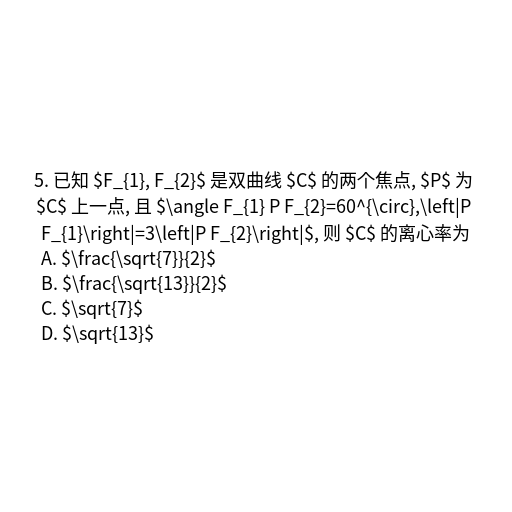 5. 已知 $F_{1}, F_{2}$ 是双曲线 $C$ 的两个焦点, $P$ 为
$C$ 上一点, 且 $\angle F_{1} P F_{2}=60^{\circ},\left|P
F_{1}\right|=3\left|P F_{2}\right|$, 则 $C$ 的离心率为
A. $\frac{\sqrt{7}}{2}$
B. $\frac{\sqrt{13}}{2}$
C. $\sqrt{7}$
D. $\sqrt{13}$